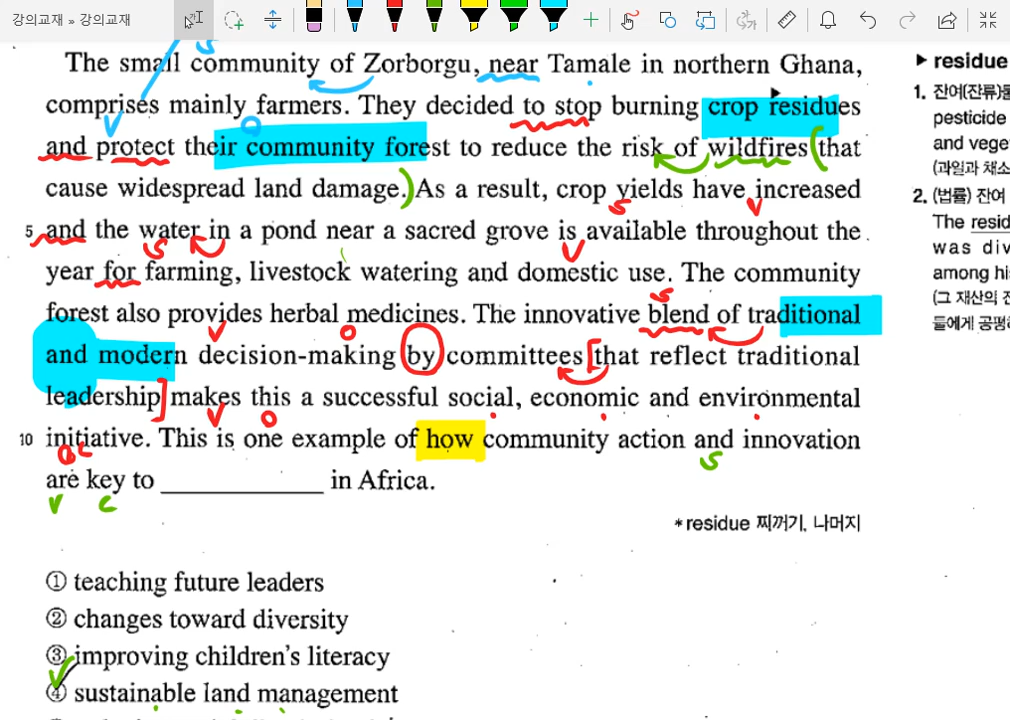 강의교재 » 강의교재
The small community of Zorborgu, near Tamale in northern Ghana,
comprises mainly farmers. They decided to stop burning crop residues
and protect their community forest to reduce the risk of wildfires (that
cause widespread land damage.) As a result, crop yields have increased
5 and the water in a pond near a sacred grove is available throughout the
year for farming, livestock watering and domestic use. The community
forest also provides herbal medicines. The innovative blend of traditional
and modern decision-making by committees [that reflect traditional
leadership] makes this a successful social, economic and environmental
10 initiative. This is one example of how community action and innovation
are key to ____________ in Africa.
*residue 찌꺼기, 나머지
① teaching future leaders
② changes toward diversity
③ improving children's literacy
④ sustainable land management
▶ residue
1. 잔여(잔류)물
pesticide
and vege
(과일과 채소
2. (법률) 잔여
The resid
was div
among hi
(그 재산의 잔
들에게 공평